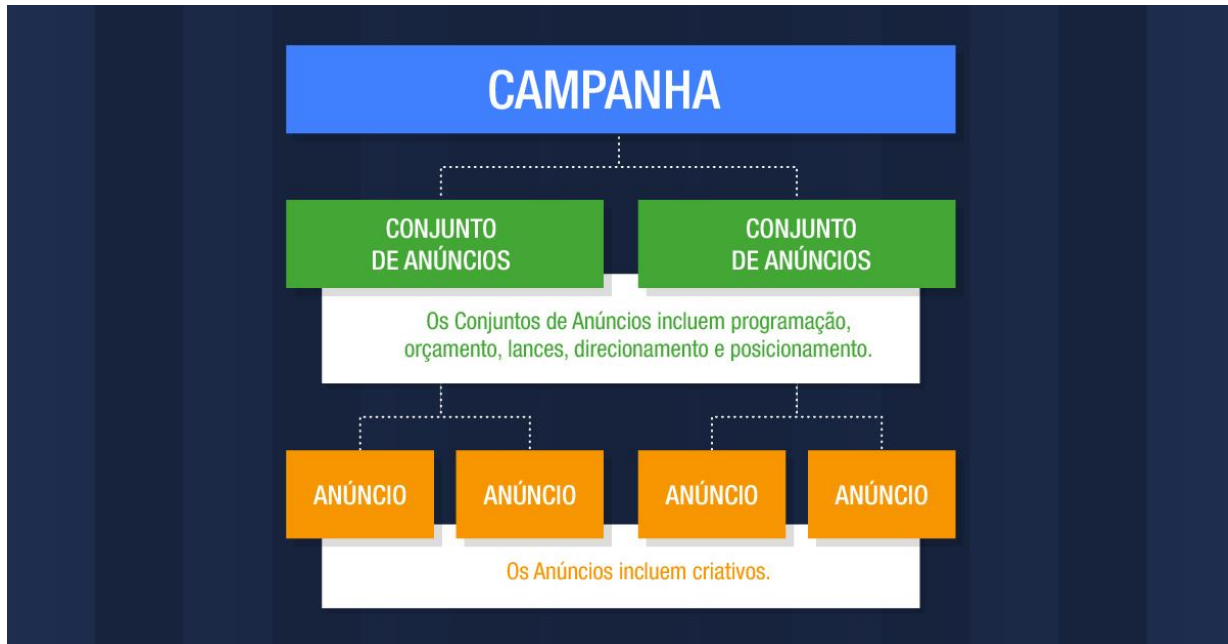 CAMPANHA
CONJUNTO
DE ANÚNCIOS
CONJUNTO
DE ANÚNCIOS
Os Conjuntos de Anúncios incluem programação,
orçamento, lances, direcionamento e posicionamento.
ANÚNCIO
ANÚNCIO
ANÚNCIO
ANÚNCIO
Os Anúncios incluem criativos.